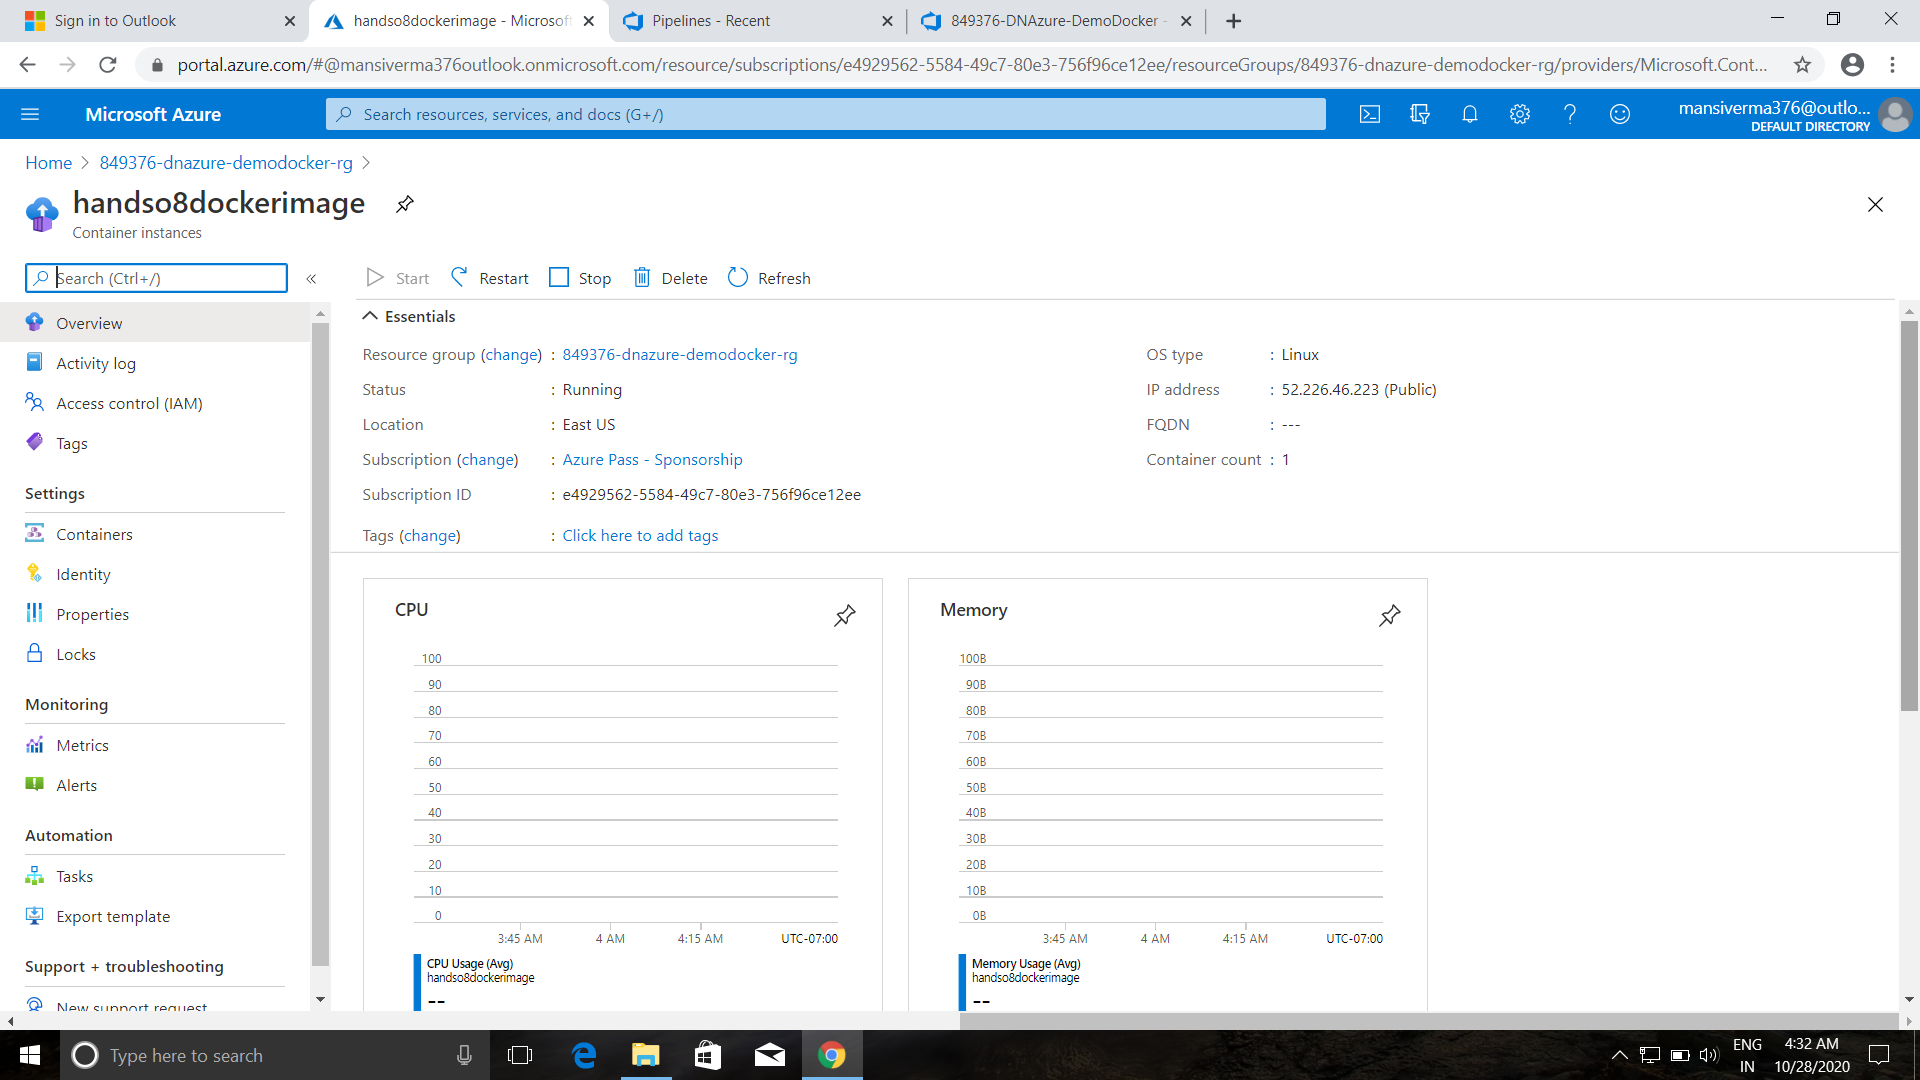 Sign in to Outlook
handso8dockerimage - Microsof
Pipelines - Recent
849376-DNAzure-DemoDocker -
portal.azure.com/#@mansiverma376outlook.onmicrosoft.com/resource/subscriptions/e4929562-5584-49c7-80e3-756f96ce12ee/resourceGroups/849376-dnazure-demodocker-rg/providers/Microsoft.Cont...
Microsoft Azure
Search resources, services, and docs (G+/)
mansiverma376@outlo...
DEFAULT DIRECTORY
Home > 849376-dnazure-demodocker-rg >
handso8dockerimage
Container instances
Search (Ctrl+/)
«
Start
Restart
Stop
Delete
Refresh
Overview
Activity log
Access control (IAM)
Tags
Settings
Containers
Identity
Properties
Locks
Monitoring
Metrics
Alerts
Automation
Tasks
Export template
Support + troubleshooting
New support request
Essentials
Resource group (change) : 849376-dnazure-demodocker-rg
Status : Running
Location : East US
Subscription (change) : Azure Pass - Sponsorship
Subscription ID : e4929562-5584-49c7-80e3-756f96ce12ee
Tags (change) : Click here to add tags
OS type : Linux
IP address : 52.226.46.223 (Public)
FQDN : ---
Container count : 1
CPU
100
90
80
70
60
50
40
30
20
10
0
3:45 AM 4 AM 4:15 AM UTC-07:00
CPU Usage (Avg)
handso8dockerimage
--
Memory
100B
90B
80B
70B
60B
50B
40B
30B
20B
10B
0B
3:45 AM 4 AM 4:15 AM UTC-07:00
Memory Usage (Avg)
handso8dockerimage
--
Type here to search
ENG
IN
4:32 AM
10/28/2020